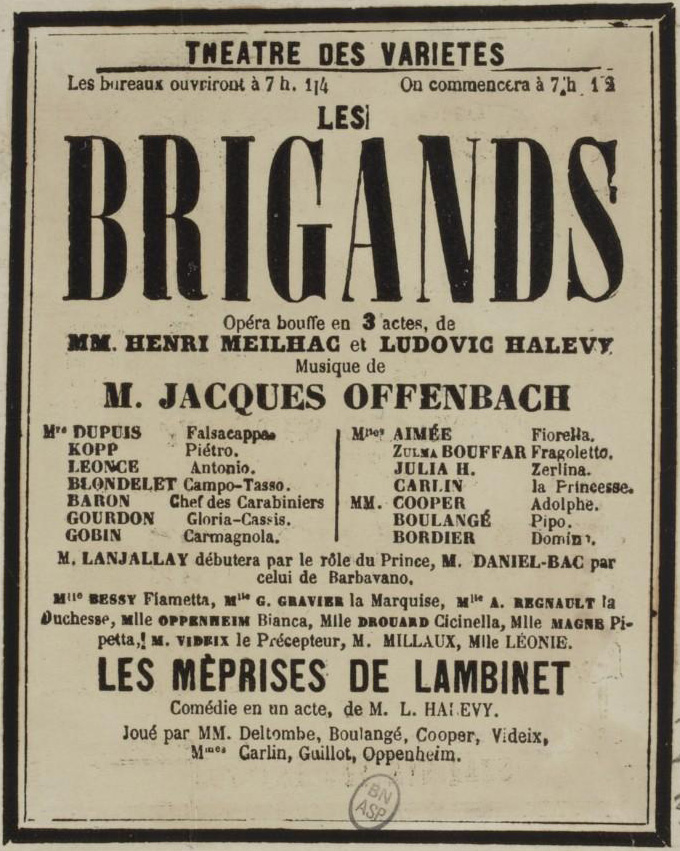 THEATRE DES VARIETES
Les bureaux ouvriront à 7 h. 1|4 On commencera à 7 h 1 2
LES
BRIGANDS
Opéra bouffe en 3 actes, de
MM. HENRI MEILHAC et LUDOVIC HALEVY
Musique de
M. JACQUES OFFENBACH
Mrs DUPUIS Falsacappa. Mmes AIMÉE Fiorella.
KOPP Piétro. ZULMA BOUFFAR Fragoletto.
LEONCE Antonio. JULIA H. Zerlina.
BLONDELET Campo-Tasso. CARLIN la Princesse.
BARON Chef des Carabiniers MM. COOPER Adolphe.
GOURDON Gloria-Cassis. BOULANGÉ Pipo.
GOBIN Carmagnola. BORDIER Domino.
M. LANJALLAY débutera par le rôle du Prince, M. DANIEL-BAC par
celui de Barbavano.
Mlle BESSY Fiametta, Mlle G. GRAVIER la Marquise, Mlle A. REGNAULT la
Duchesse, Mlle OPPENHEIM Bianca, Mlle DROUARD Cicinella, Mlle MAGNE Pi-
petta,! M. VIDEIX le Précepteur, M. MILLAUX, Mlle LÉONIE.
LES MÈPRISES DE LAMBINET
Comédie en un acte, de M. L. HALEVY.
Joué par MM. Deltombe, Boulangé, Cooper, Videix,
Mmes Carlin, Guillot, Oppenheim.
BN
ASP